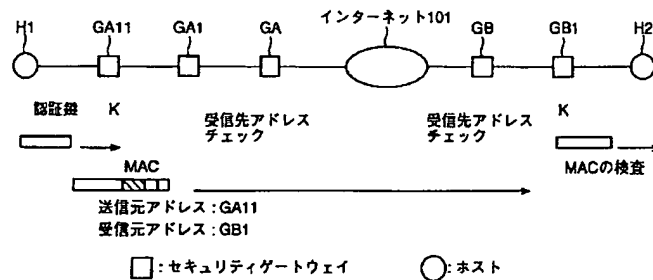 インターネット101
H1 GA11 GA1 GA GB GB1 H2
認証鍵 K 受信先アドレス
チェック 受信先アドレス
チェック K
MAC MACの検査
送信元アドレス:GA11
受信元アドレス:GB1
□:セキュリティゲートウェイ ○:ホスト